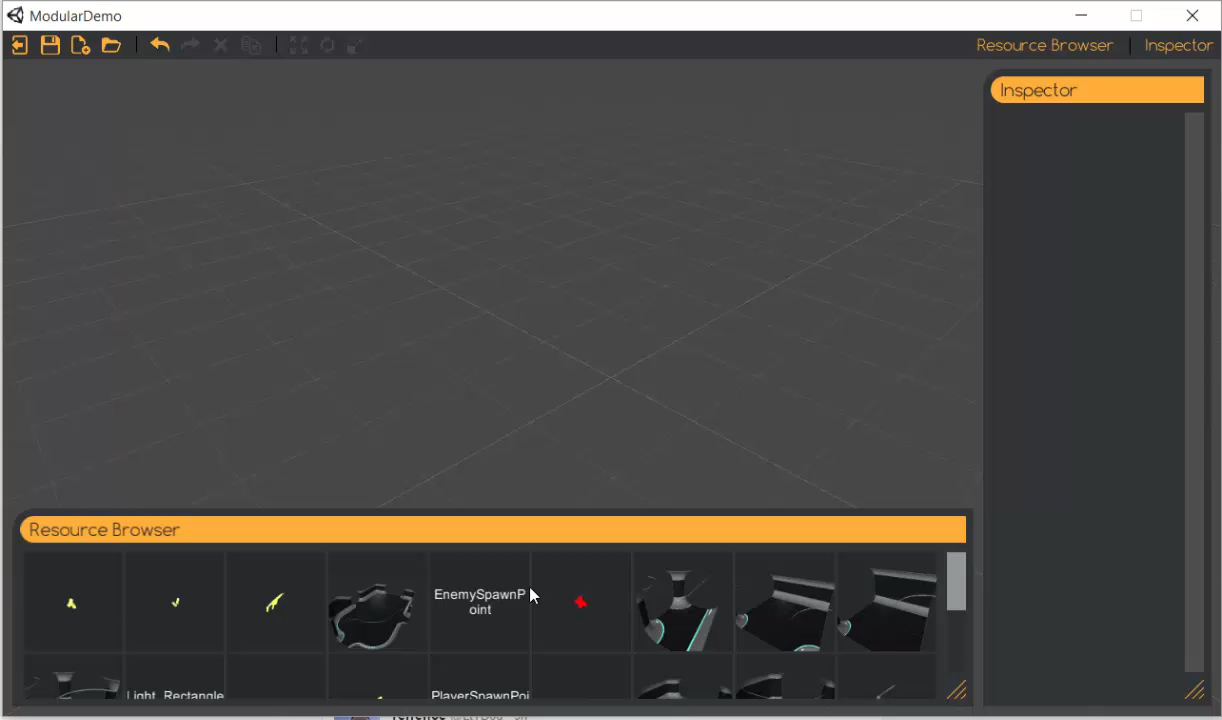 ModularDemo
Resource Browser
Inspector
Inspector
Resource Browser
EnemySpawnP
oint
Light_Rectangle
PlayerSpawnPoi